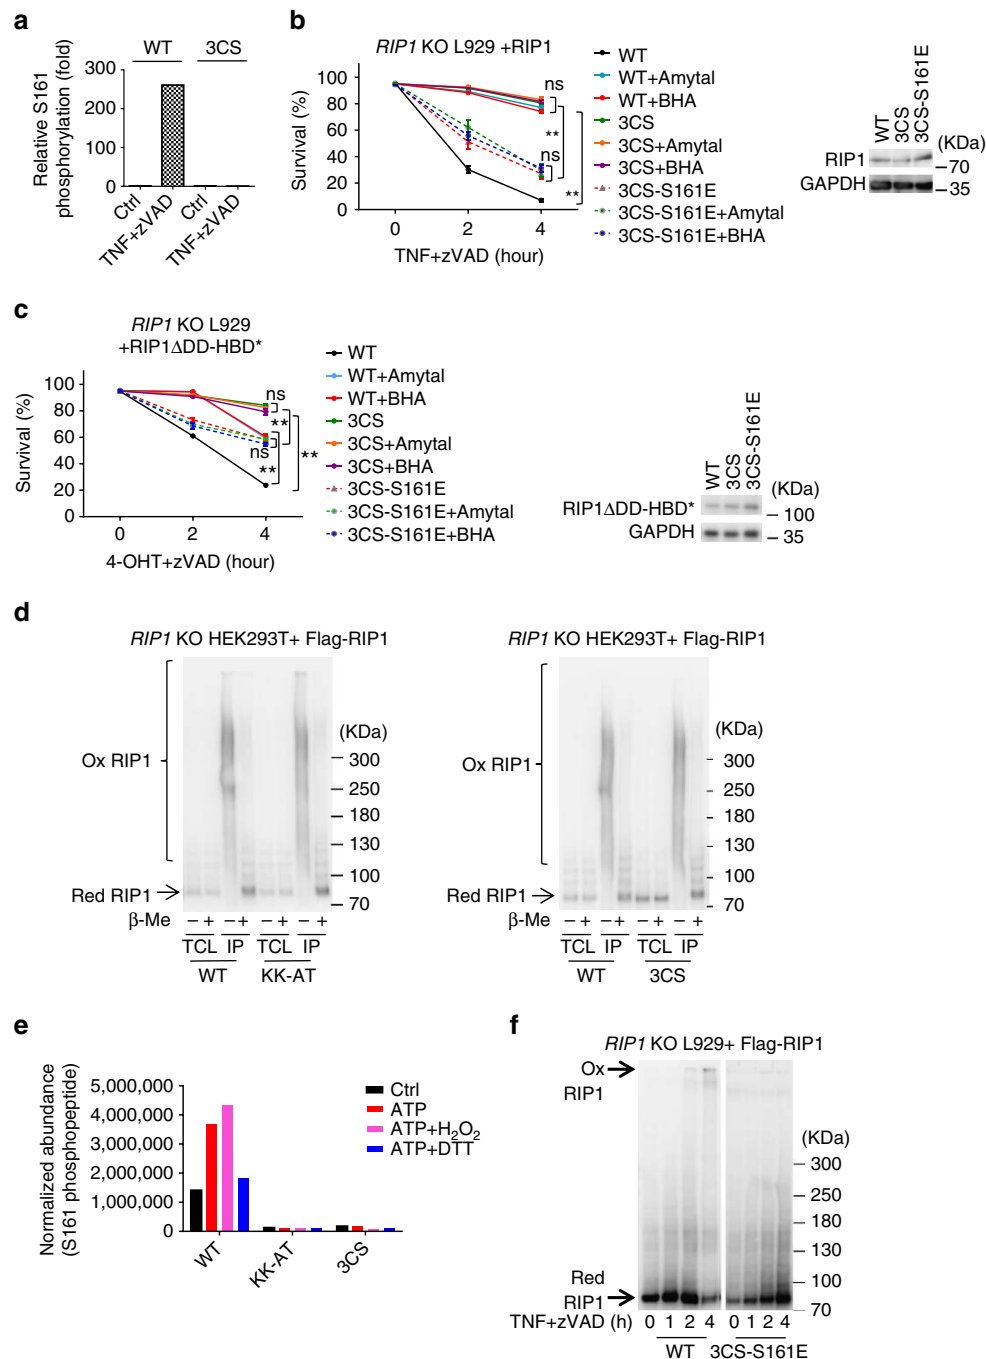 a
WT 3CS
Relative S161
phosphorylation (fold)
300
200
100
0
Ctrl
TNF+zVAD
Ctrl
TNF+zVAD
b
RIP1 KO L929 +RIP1
Survival (%)
100
80
60
40
20
0
ns
**
ns
**
0 2 4
TNF+zVAD (hour)
WT
WT+Amytal
WT+BHA
3CS
3CS+Amytal
3CS+BHA
3CS-S161E
3CS-S161E+Amytal
3CS-S161E+BHA
WT
3CS
3CS-S161E
(KDa)
RIP1
70
GAPDH
35
c
RIP1 KO L929
+RIP1ΔDD-HBD*
Survival (%)
100
80
60
40
20
0
ns
**
ns
**
**
0 2 4
4-OHT+zVAD (hour)
WT
WT+Amytal
WT+BHA
3CS
3CS+Amytal
3CS+BHA
3CS-S161E
3CS-S161E+Amytal
3CS-S161E+BHA
WT
3CS
3CS-S161E
(KDa)
RIP1ΔDD-HBD*
100
GAPDH
35
d
RIP1 KO HEK293T+ Flag-RIP1
Ox RIP1
Red RIP1
(KDa)
300
250
180
130
100
70
β-Me − + − + − + − +
TCL IP TCL IP
WT KK-AT
RIP1 KO HEK293T+ Flag-RIP1
Ox RIP1
Red RIP1
(KDa)
300
250
180
130
100
70
β-Me − + − + − + − +
TCL IP TCL IP
WT 3CS
e
Normalized abundance
(S161 phosphopeptide)
5,000,000
4,000,000
3,000,000
2,000,000
1,000,000
0
Ctrl
ATP
ATP+H2O2
ATP+DTT
WT
KK-AT
3CS
f
RIP1 KO L929+ Flag-RIP1
Ox
RIP1
(KDa)
300
250
180
130
100
70
Red
RIP1
TNF+zVAD (h) 0 1 2 4 0 1 2 4
WT 3CS-S161E